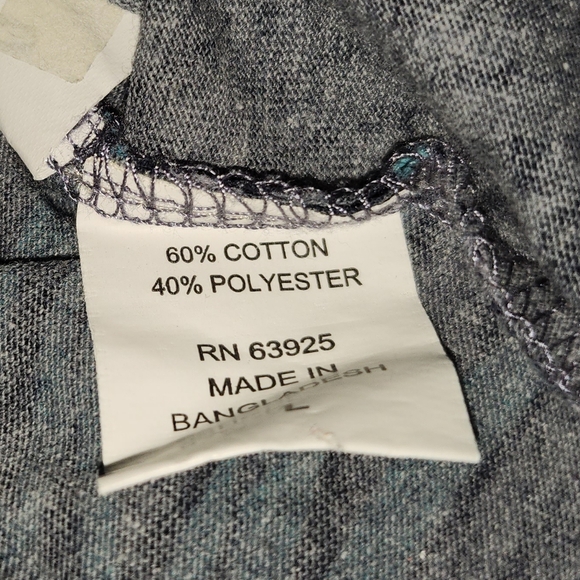 60% COTTON
40% POLYESTER
RN 63925
MADE IN
BANGLADESH
L